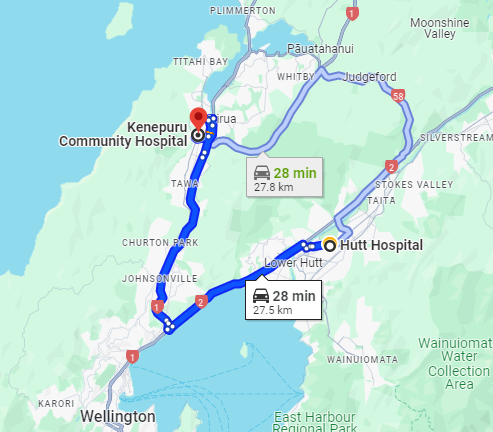 PLIMMERTON
1
Moonshine
Valley
Pāuatahanui
TITAHI BAY
WHITBY
Judgeford
58
Kenepuru
Community Hospital
irua
SILVERSTREAM
28 min
27.8 km
2
TAWA
STOKES VALLEY
TAITA
CHURTON PARK
Hutt Hospital
Lower Hutt
JOHNSONVILLE
28 min
27.5 km
1
2
1
WAINUIOMATA
Wainuiomata
Water
Collection
Area
KARORI
Wellington
East Harbour
Regional Park